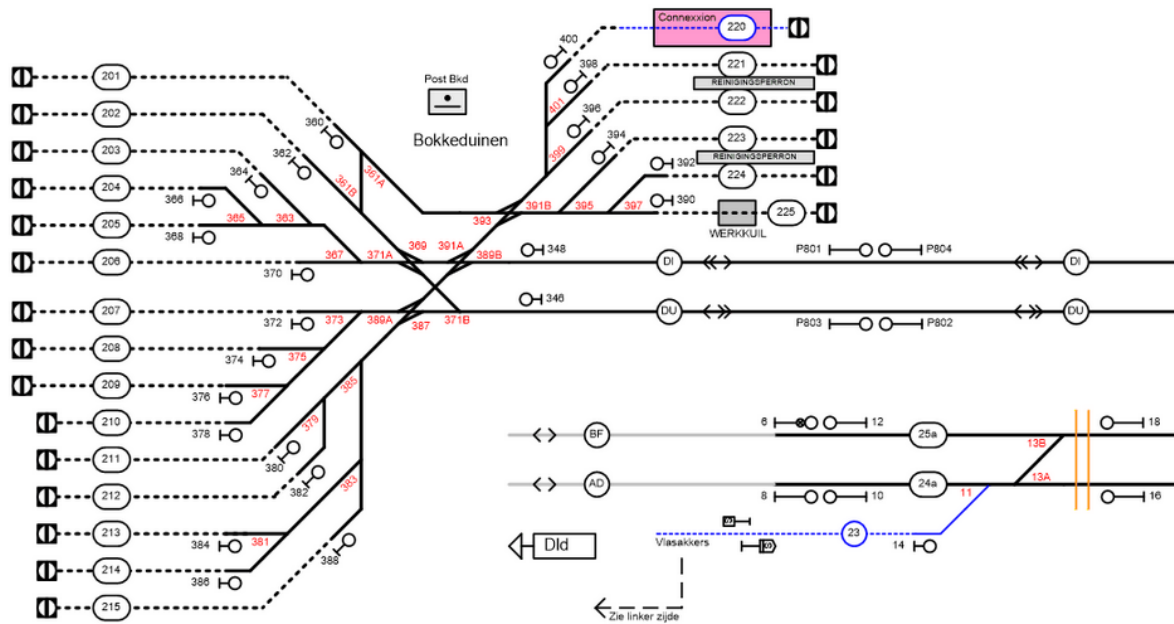 Connexxion
220
400
201
398
221
Post Bkd
REINIGINGSPERRON
401
396
202
360
222
Bokkeduinen
394
223
203
362
399
REINIGINGSPERRON
392
364
361B
361A
224
204
366
391B
395
397
390
205
365
363
393
225
368
WERKKUIL
367
371A
369
391A
389B
348
P801
P804
206
370
DI
DI
346
207
373
389A
387
371B
DU
DU
372
P803
P802
208
375
374
209
377
385
376
210
378
379
6
12
18
25a
BF
13B
211
380
383
382
24a
13A
AD
11
212
8
10
16
S
213
381
23
384
388
Dld
Vlasakkers
S
14
214
386
215
Zie linker zijde